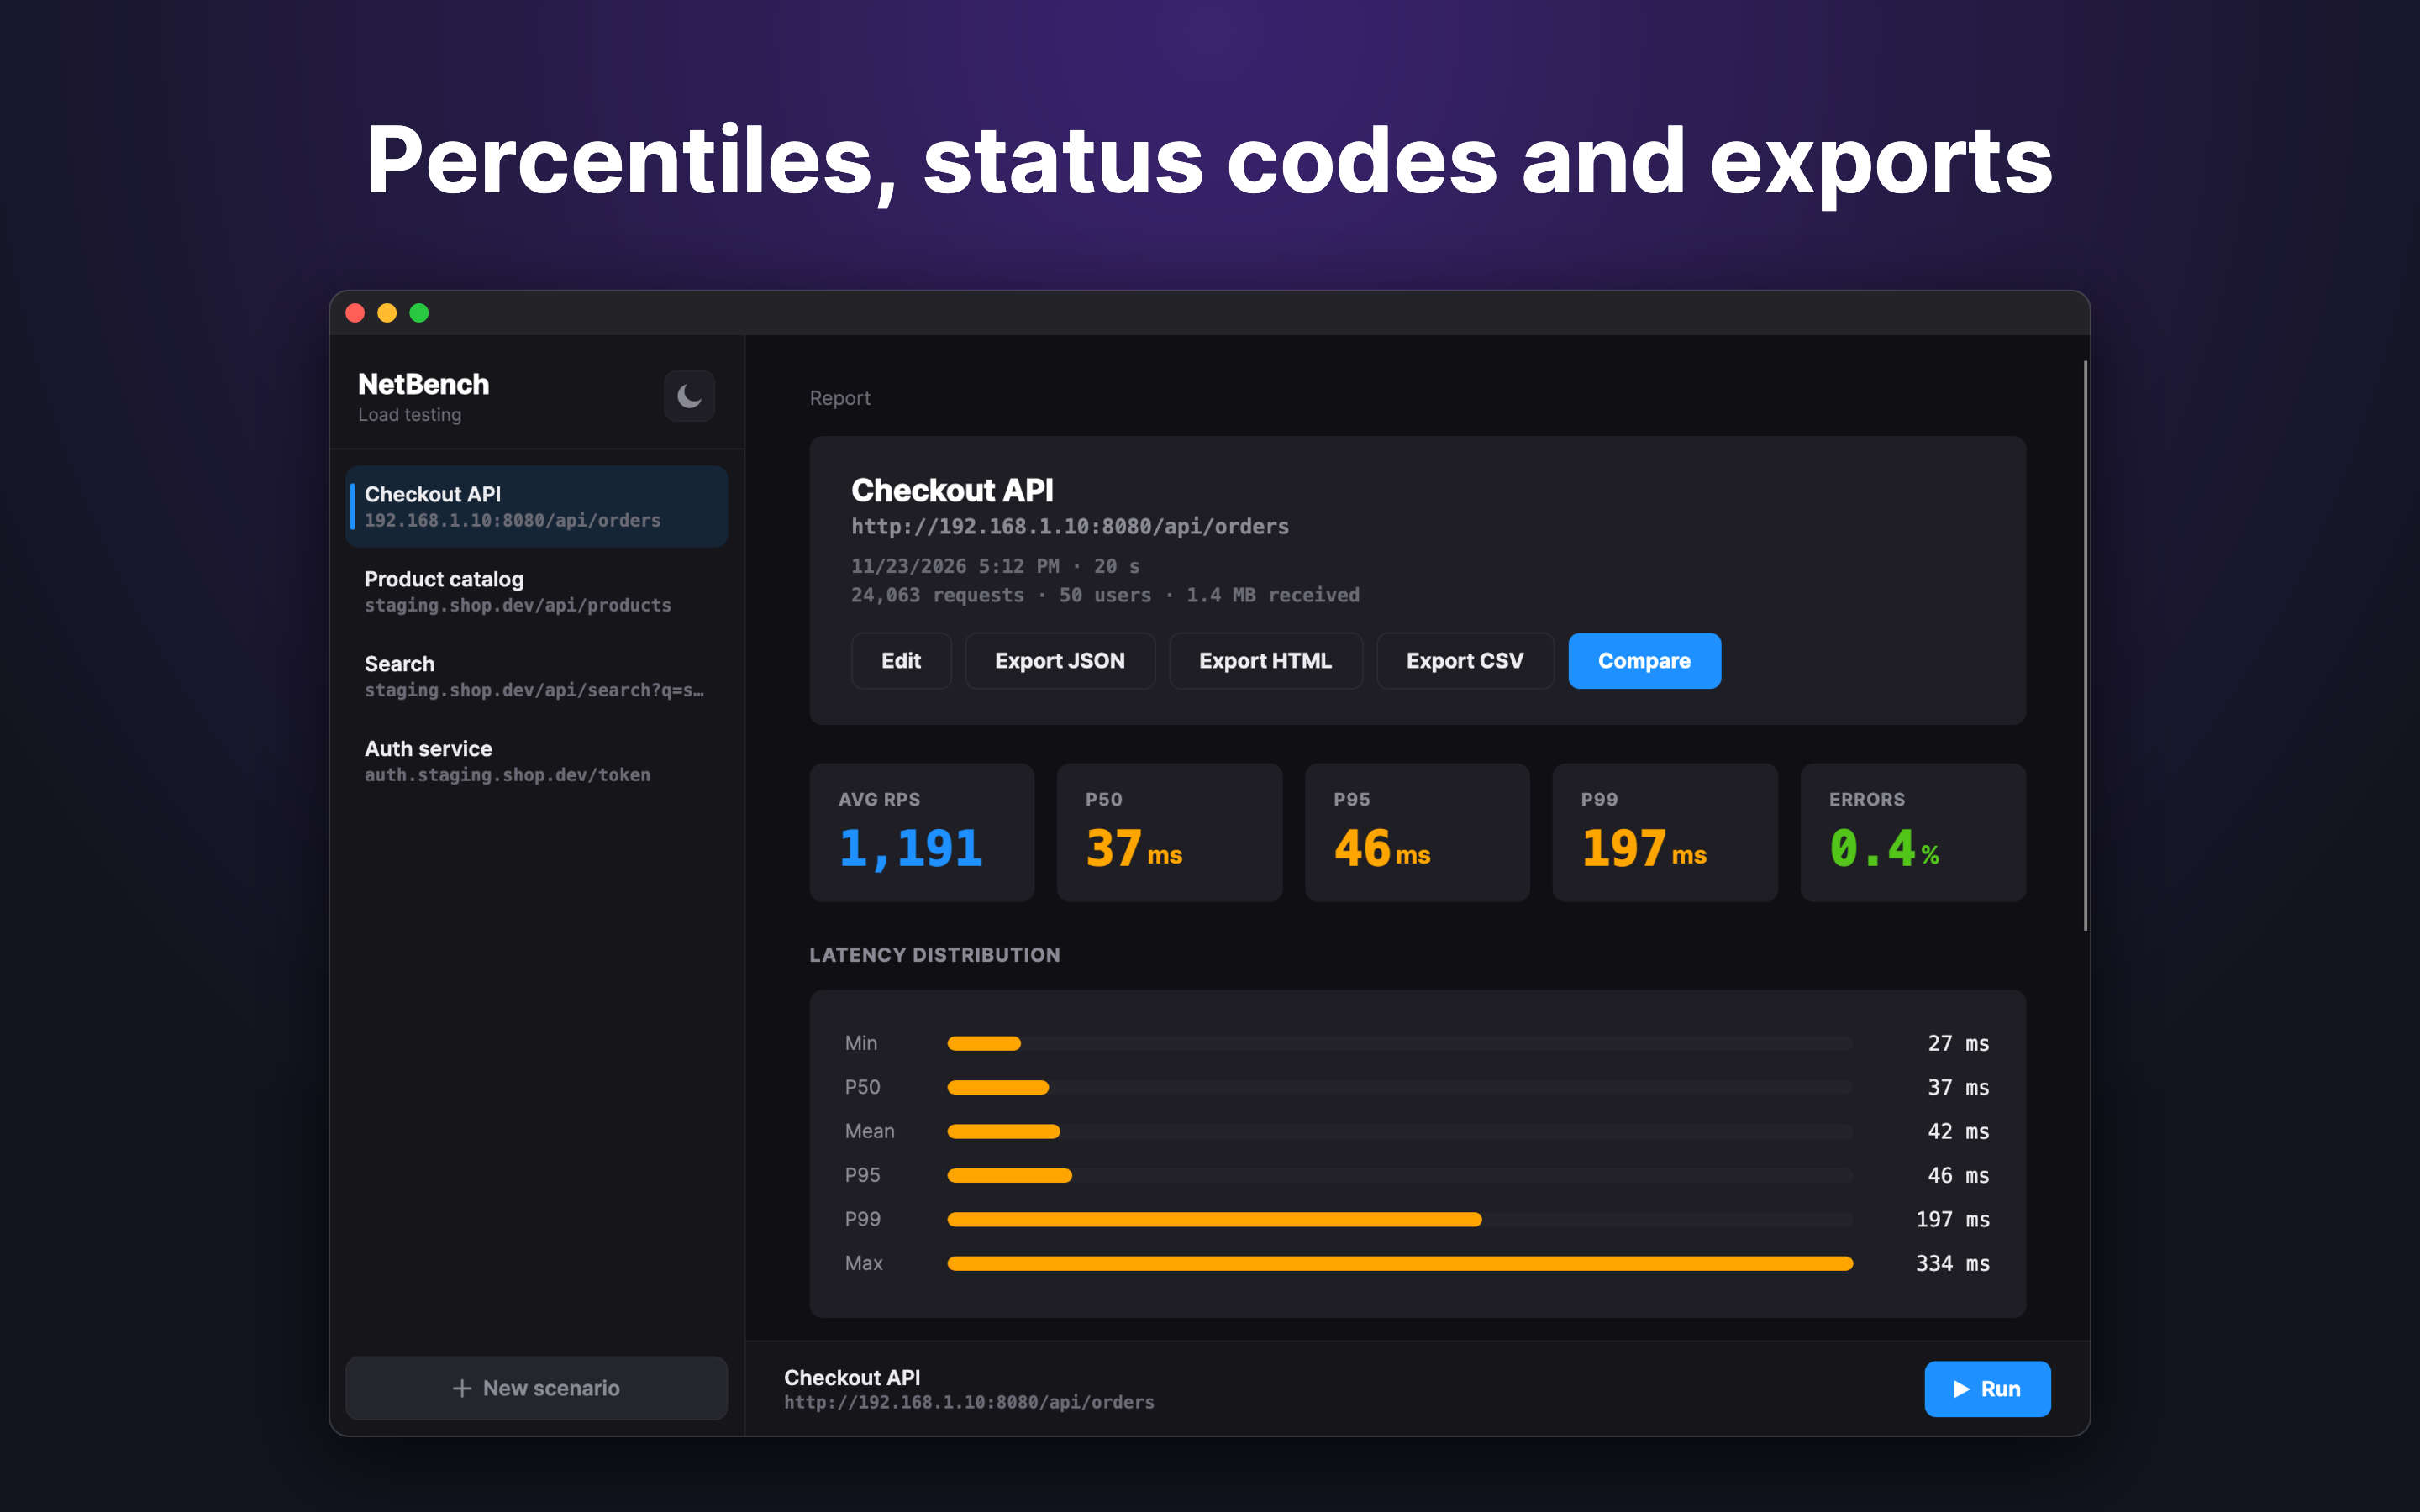 Percentiles, status codes and exports
NetBench
Load testing
Checkout API
192.168.1.10:8080/api/orders
Product catalog
staging.shop.dev/api/products
Search
staging.shop.dev/api/search?q=s…
Auth service
auth.staging.shop.dev/token
+ New scenario
Report
Checkout API
http://192.168.1.10:8080/api/orders
11/23/2026 5:12 PM · 20 s
24,063 requests · 50 users · 1.4 MB received
Edit Export JSON Export HTML Export CSV Compare
AVG RPS P50 P95 P99 ERRORS
1,191 37 ms 46 ms 197 ms 0.4 %
LATENCY DISTRIBUTION
Min 27 ms
P50 37 ms
Mean 42 ms
P95 46 ms
P99 197 ms
Max 334 ms
Checkout API
http://192.168.1.10:8080/api/orders
Run